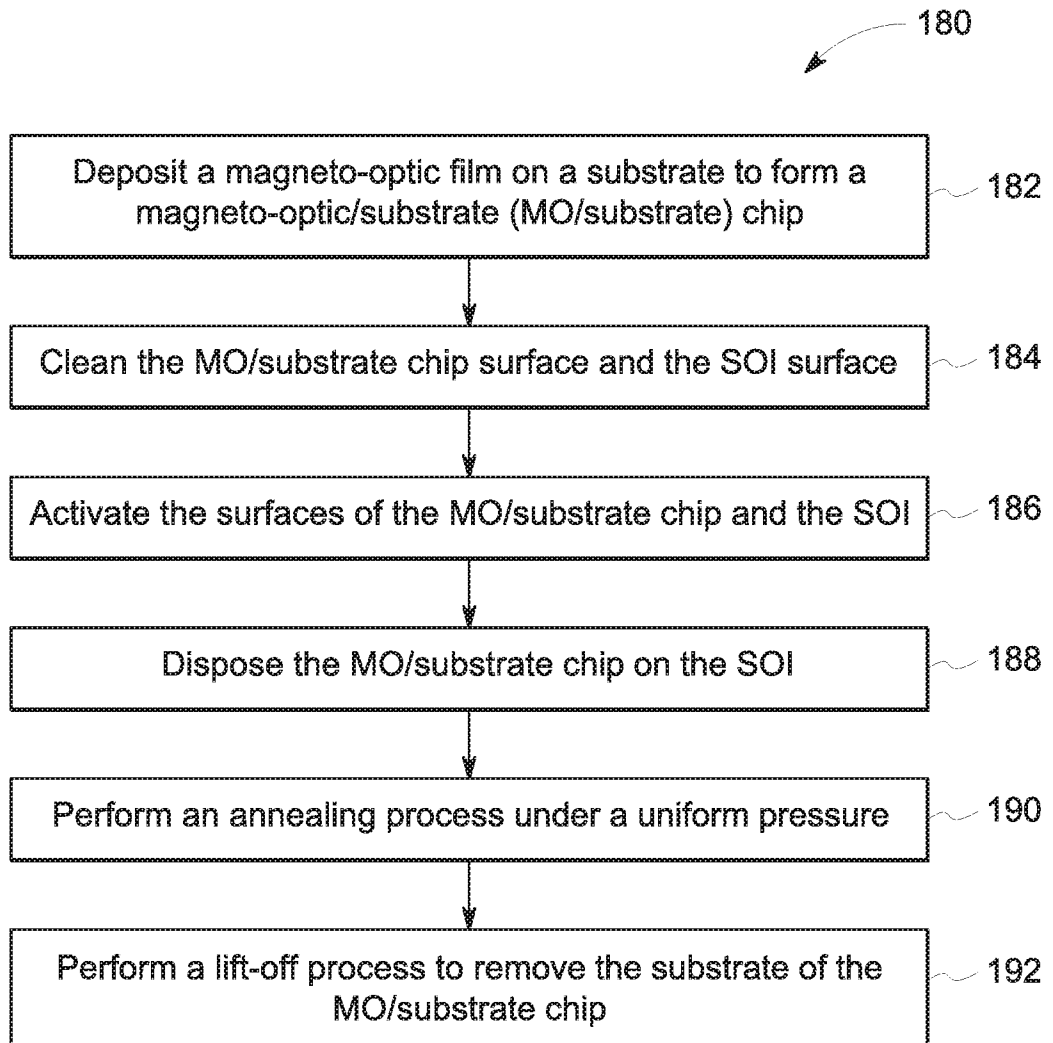 180
Deposit a magneto-optic film on a substrate to form a
magneto-optic/substrate (MO/substrate) chip
182
Clean the MO/substrate chip surface and the SOI surface
184
Activate the surfaces of the MO/substrate chip and the SOI
186
Dispose the MO/substrate chip on the SOI
188
Perform an annealing process under a uniform pressure
190
Perform a lift-off process to remove the substrate of the
MO/substrate chip
192